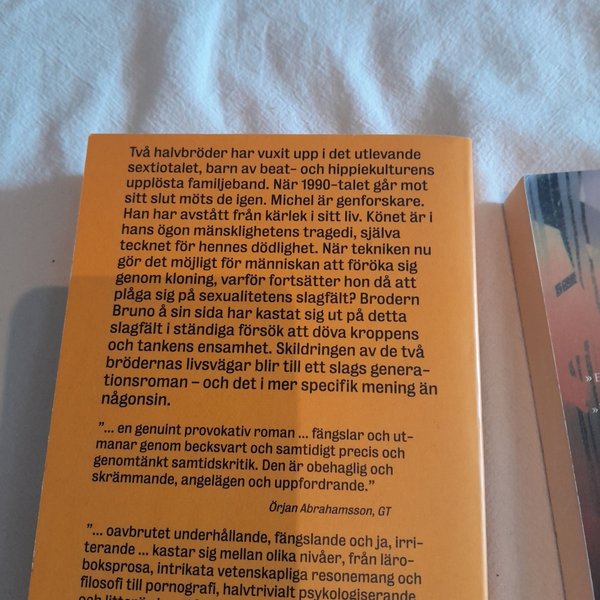 Två halvbröder har vuxit upp i det utlevande
sextiotalet, barn av beat- och hippiekulturens
upplösta familjeband. När 1990-talet går mot
sitt slut möts de igen. Michel är genforskare.
Han har avstått från kärlek i sitt liv. Könet är i
hans ögon mänsklighetens tragedi, själva
tecknet för hennes dödlighet. När tekniken nu
gör det möjligt för människan att föröka sig
genom kloning, varför fortsätter hon då att
plåga sig på sexualitetens slagfält? Brodern
Bruno å sin sida har kastat sig ut på detta
slagfält i ständiga försök att döva kroppens
och tankens ensamhet. Skildringen av de två
brödernas livsvägar blir till ett slags genera-
tionsroman – och det i mer specifik mening än
någonsin.
"... en genuint provokativ roman ... fängslar och ut-
manar genom becksvart och samtidigt precis och
genomtänkt samtidskritik. Den är obehaglig och
skrämmande, angelägen och uppfordrande."
Örjan Abrahamsson, GT
"... oavbrutet underhållande, fängslande och ja, irri-
terande ... kastar sig mellan olika nivåer, från läro-
boksprosa, intrikata vetenskapliga resonemang och
filosofi till pornografi, halvtrivialt psykologiserande